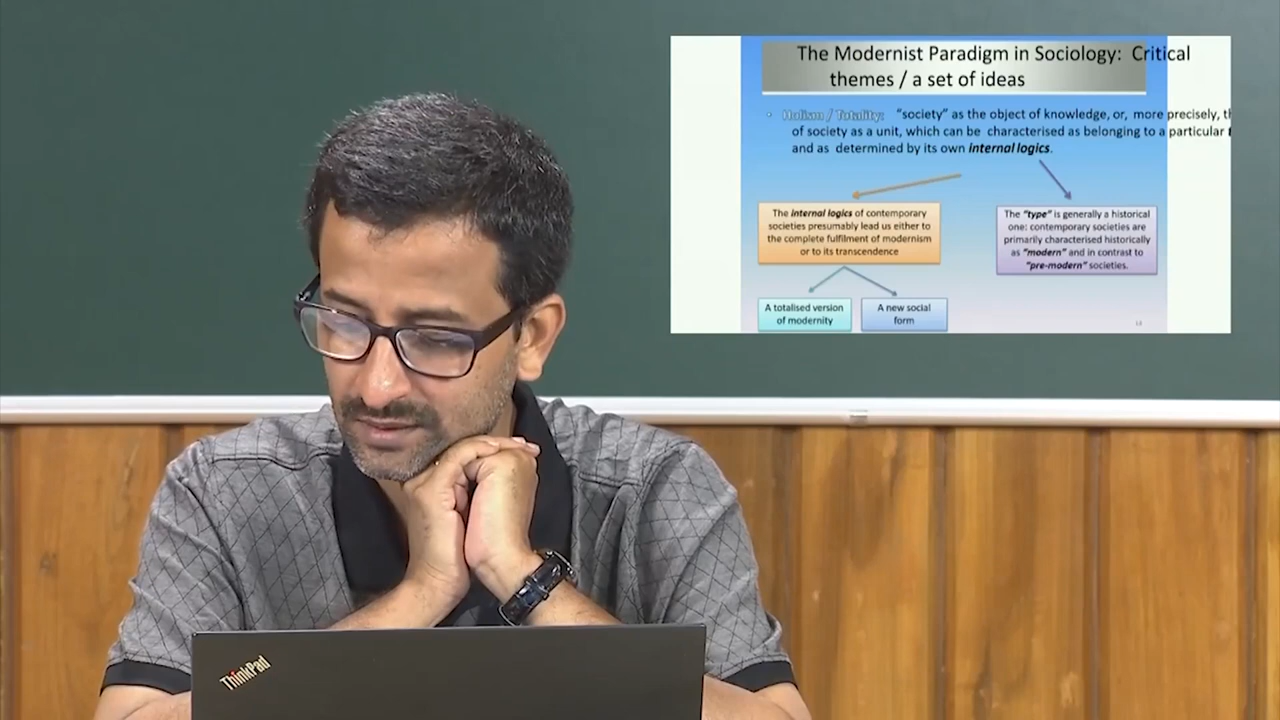 The Modernist Paradigm in Sociology: Critical
themes / a set of ideas
• Holism / Totality: “society” as the object of knowledge, or, more precisely,
of society as a unit, which can be characterised as belonging to a particular
and as determined by its own internal logics.
The internal logics of contemporary
societies presumably lead us either to
the complete fulfilment of modernism
or to its transcendence
The “type” is generally a historical
one: contemporary societies are
primarily characterised historically
as “modern” and in contrast to
“pre-modern” societies.
A totalised version
of modernity
A new social
form
ThinkPad